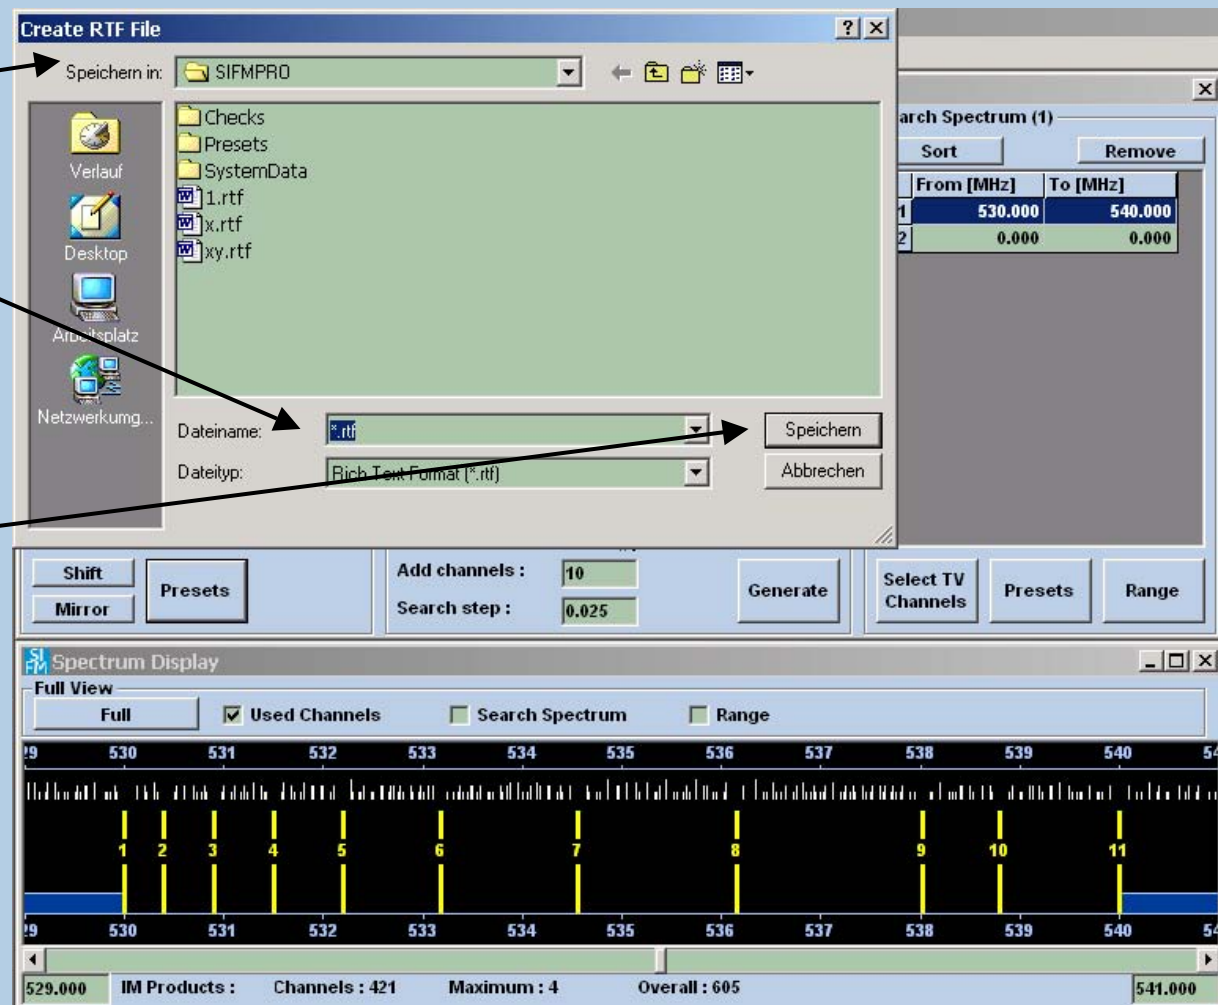 Create RTF File
Speichern in: SIFMPRO
Verlauf
Desktop
Arbeitsplatz
Netzwerkumg...
Checks
Presets
SystemData
1.rtf
x.rtf
xy.rtf
Dateiname: *.rtf
Speichern
Dateityp: Rich Text Format (*.rtf)
Abbrechen
arch Spectrum (1)
Sort Remove
From [MHz] To [MHz]
1 530.000 540.000
2 0.000 0.000
Shift
Mirror
Presets
Add channels : 10
Search step : 0.025
Generate
Select TV
Channels
Presets
Range
SI
FM
Spectrum Display
Full View
Full Used Channels Search Spectrum Range
29 530 531 532 533 534 535 536 537 538 539 540 54
1 2 3 4 5 6 7 8 9 10 11
29 530 531 532 533 534 535 536 537 538 539 540 54
529.000 IM Products : Channels : 421 Maximum : 4 Overall : 605 541.000